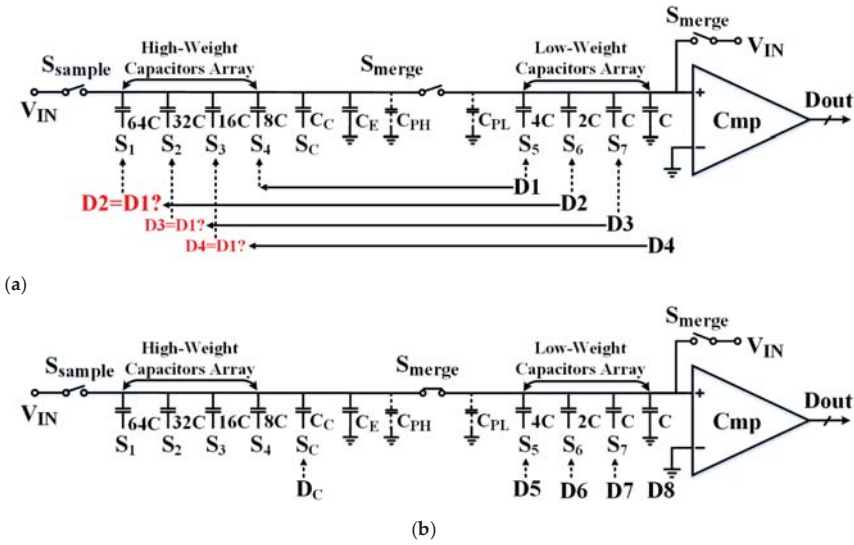 High-Weight
Capacitors Array
Low-Weight
Capacitors Array
Smerge
VIN
Ssample
Smerge
VIN
64C
32C
16C
8C
CC
CE
CPH
CPL
4C
2C
C
C
+
−
Cmp
Dout
S1
S2
S3
S4
SC
S5
S6
S7
D1
D2=D1?
D2
D3=D1?
D3
D4=D1?
D4
(a)
High-Weight
Capacitors Array
Low-Weight
Capacitors Array
Smerge
VIN
Ssample
Smerge
VIN
64C
32C
16C
8C
CC
CE
CPH
CPL
4C
2C
C
C
+
−
Cmp
Dout
S1
S2
S3
S4
SC
S5
S6
S7
DC
D5
D6
D7
D8
(b)